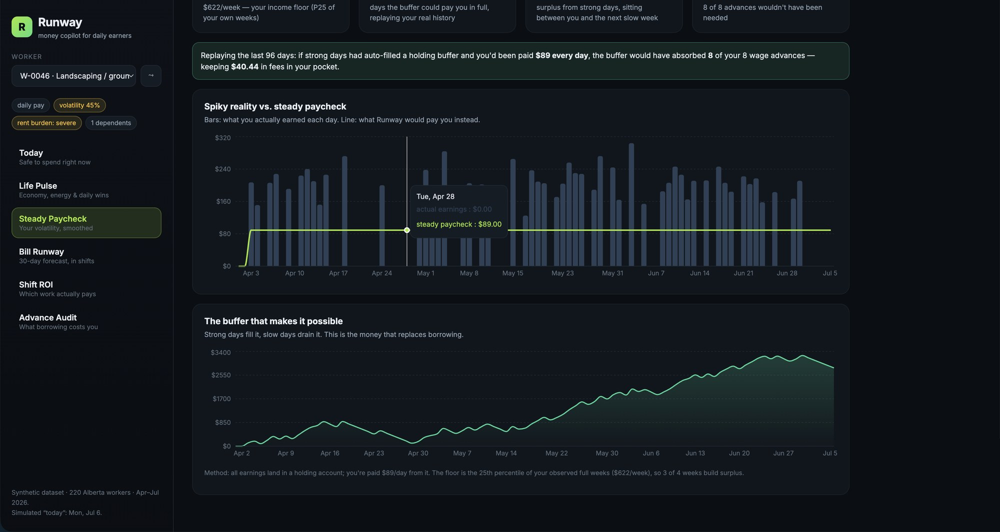 R
Runway
money copilot for daily earners
WORKER
W-0046 · Landscaping / groun
→
daily pay
volatility 45%
rent burden: severe
1 dependents
Today
Safe to spend right now
Life Pulse
Economy, energy & daily wins
Steady Paycheck
Your volatility, smoothed
Bill Runway
30-day forecast, in shifts
Shift ROI
Which work actually pays
Advance Audit
What borrowing costs you
Synthetic dataset · 220 Alberta workers · Apr–Jul
2026.
Simulated “today”: Mon, Jul 6.
$622/week — your income floor (P25 of
your own weeks)
days the buffer could pay you in full,
replaying your real history
surplus from strong days, sitting
between you and the next slow week
8 of 8 advances wouldn't have been
needed
Replaying the last 96 days: if strong days had auto-filled a holding buffer and you'd been paid $89 every day, the buffer would have absorbed 8 of your 8 wage advances —
keeping $40.44 in fees in your pocket.
Spiky reality vs. steady paycheck
Bars: what you actually earned each day. Line: what Runway would pay you instead.
$320
$240
$160
$80
$0
Tue, Apr 28
actual earnings : $0.00
steady paycheck : $89.00
Apr 3 Apr 10 Apr 17 Apr 24 May 1 May 8 May 15 May 23 May 31 Jun 7 Jun 14 Jun 21 Jun 28 Jul 5
The buffer that makes it possible
Strong days fill it, slow days drain it. This is the money that replaces borrowing.
$3400
$2550
$1700
$850
$0
Apr 2 Apr 9 Apr 16 Apr 23 Apr 30 May 7 May 14 May 22 May 30 Jun 6 Jun 13 Jun 20 Jun 27 Jul 5
Method: all earnings land in a holding account; you're paid $89/day from it. The floor is the 25th percentile of your observed full weeks ($622/week), so 3 of 4 weeks build surplus.